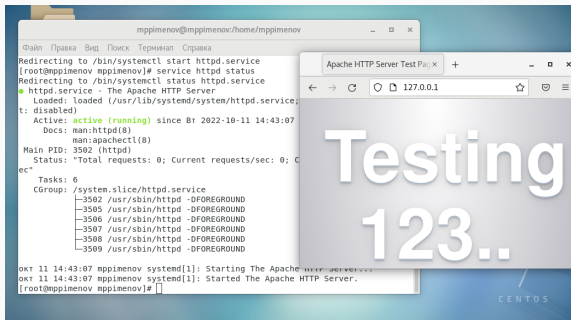 mppimenov@mppimenov:/home/mppimenov
Файл Правка Вид Поиск Терминал Справка
Redirecting to /bin/systemctl start httpd.service
[root@mppimenov mppimenov]# service httpd status
Redirecting to /bin/systemctl status httpd.service
● httpd.service - The Apache HTTP Server
Loaded: loaded (/usr/lib/systemd/system/httpd.service;
t: disabled)
Active: active (running) since Вт 2022-10-11 14:43:07
Docs: man:httpd(8)
man:apachectl(8)
Main PID: 3502 (httpd)
Status: "Total requests: 0; Current requests/sec: 0; C
ec"
Tasks: 6
CGroup: /system.slice/httpd.service
├─3502 /usr/sbin/httpd -DFOREGROUND
├─3505 /usr/sbin/httpd -DFOREGROUND
├─3506 /usr/sbin/httpd -DFOREGROUND
├─3507 /usr/sbin/httpd -DFOREGROUND
├─3508 /usr/sbin/httpd -DFOREGROUND
└─3509 /usr/sbin/httpd -DFOREGROUND
окт 11 14:43:07 mppimenov systemd[1]: Starting The Apache HTTP Server...
окт 11 14:43:07 mppimenov systemd[1]: Started The Apache HTTP Server.
[root@mppimenov mppimenov]#
Apache HTTP Server Test Pag
127.0.0.1
Testing
123..
CENTOS